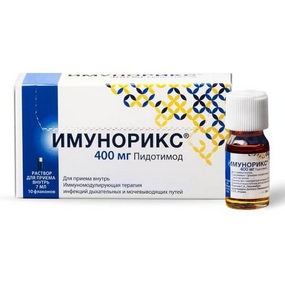 ИМУНОРИКС®
400 мг Пидотимод
Для приема внутрь
Иммуномодулирующая терапия
инфекций дыхательных и мочевыводящих путей
РАСТВОР
ДЛЯ ПРИЕМА
ВНУТРЬ
7 МЛ
10 флаконов
ИМУНОРИКС
400 мг